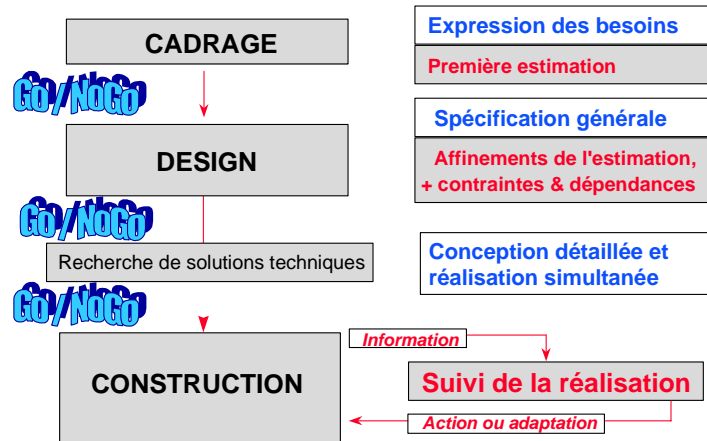 CADRAGE
Expression des besoins
Première estimation
Go/NoGo
DESIGN
Spécification générale
Affinements de l'estimation,
+ contraintes & dépendances
Go/NoGo
Recherche de solutions techniques
Conception détaillée et
réalisation simultanée
Go/NoGo
CONSTRUCTION
Information
Suivi de la réalisation
Action ou adaptation